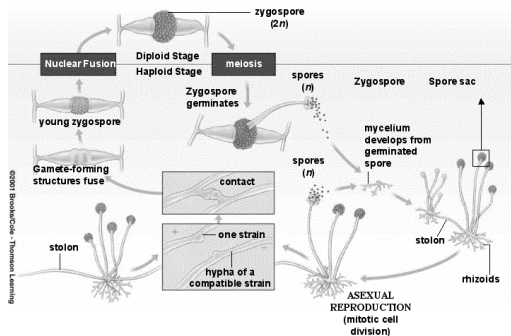 zygospore
(2n)
Nuclear Fusion
Diploid Stage
Haploid Stage
meiosis
Zygospore
germinates
spores
(n)
Zygospore
Spore sac
young zygospore
Gamete-forming
structures fuse
mycelium
develops from
germinated
spore
spores
(n)
contact
+
one strain
−
hypha of a
compatible strain
stolon
stolon
rhizoids
ASEXUAL
REPRODUCTION
(mitotic cell
division)
©2001 Brooks/Cole - Thomson Learning